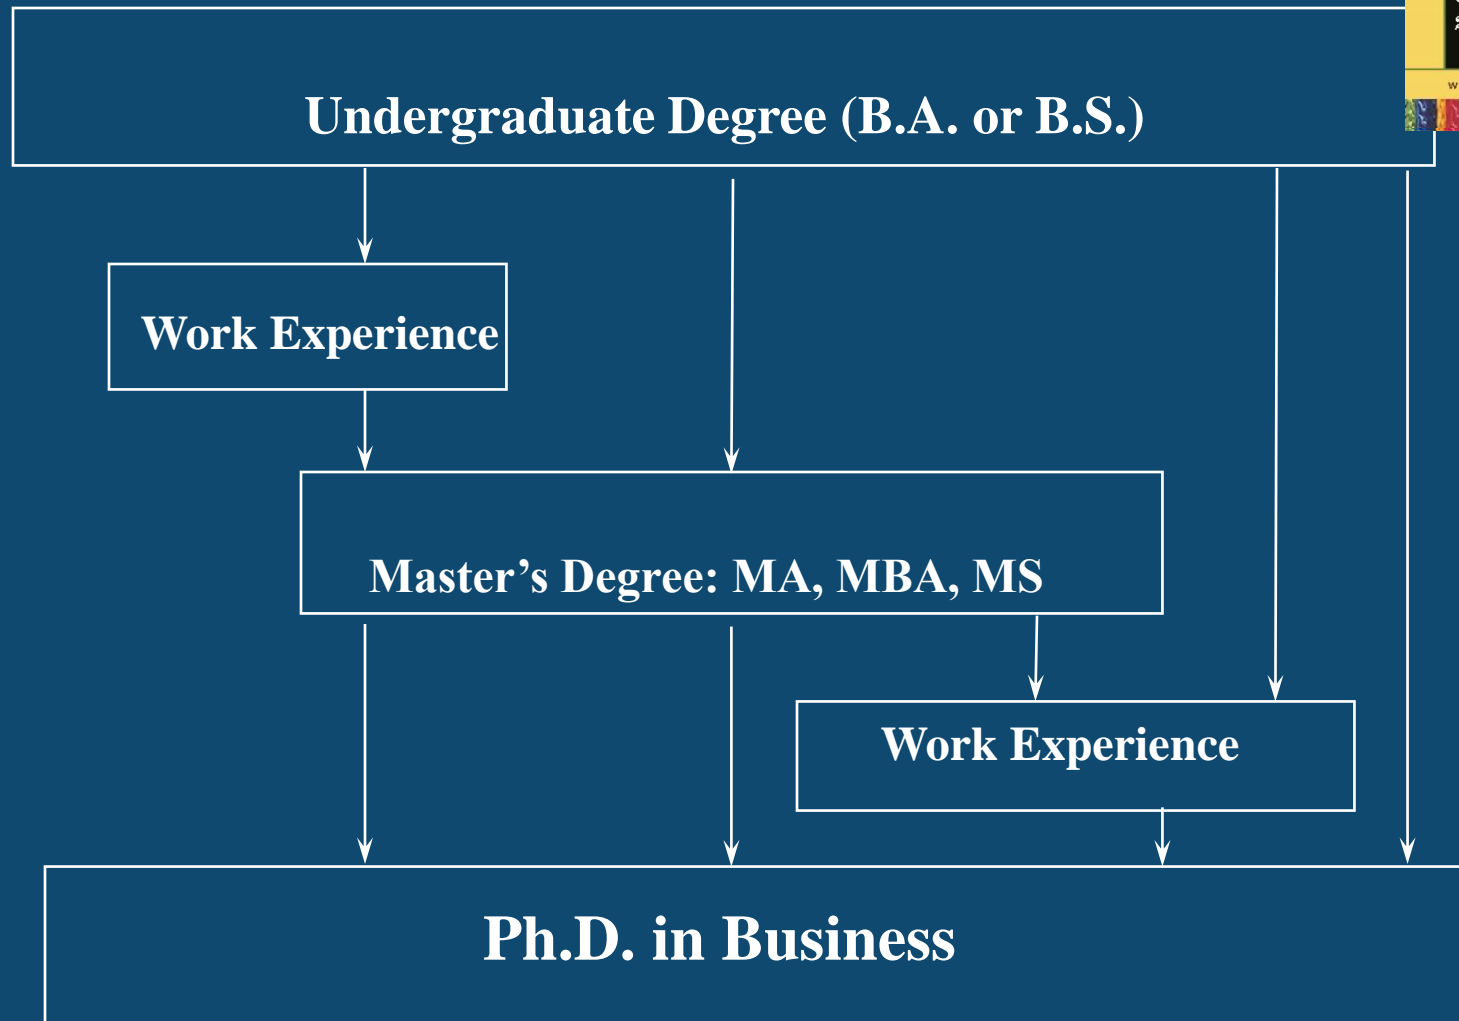 Undergraduate Degree (B.A. or B.S.)
Work Experience
Master’s Degree: MA, MBA, MS
Work Experience
Ph.D. in Business